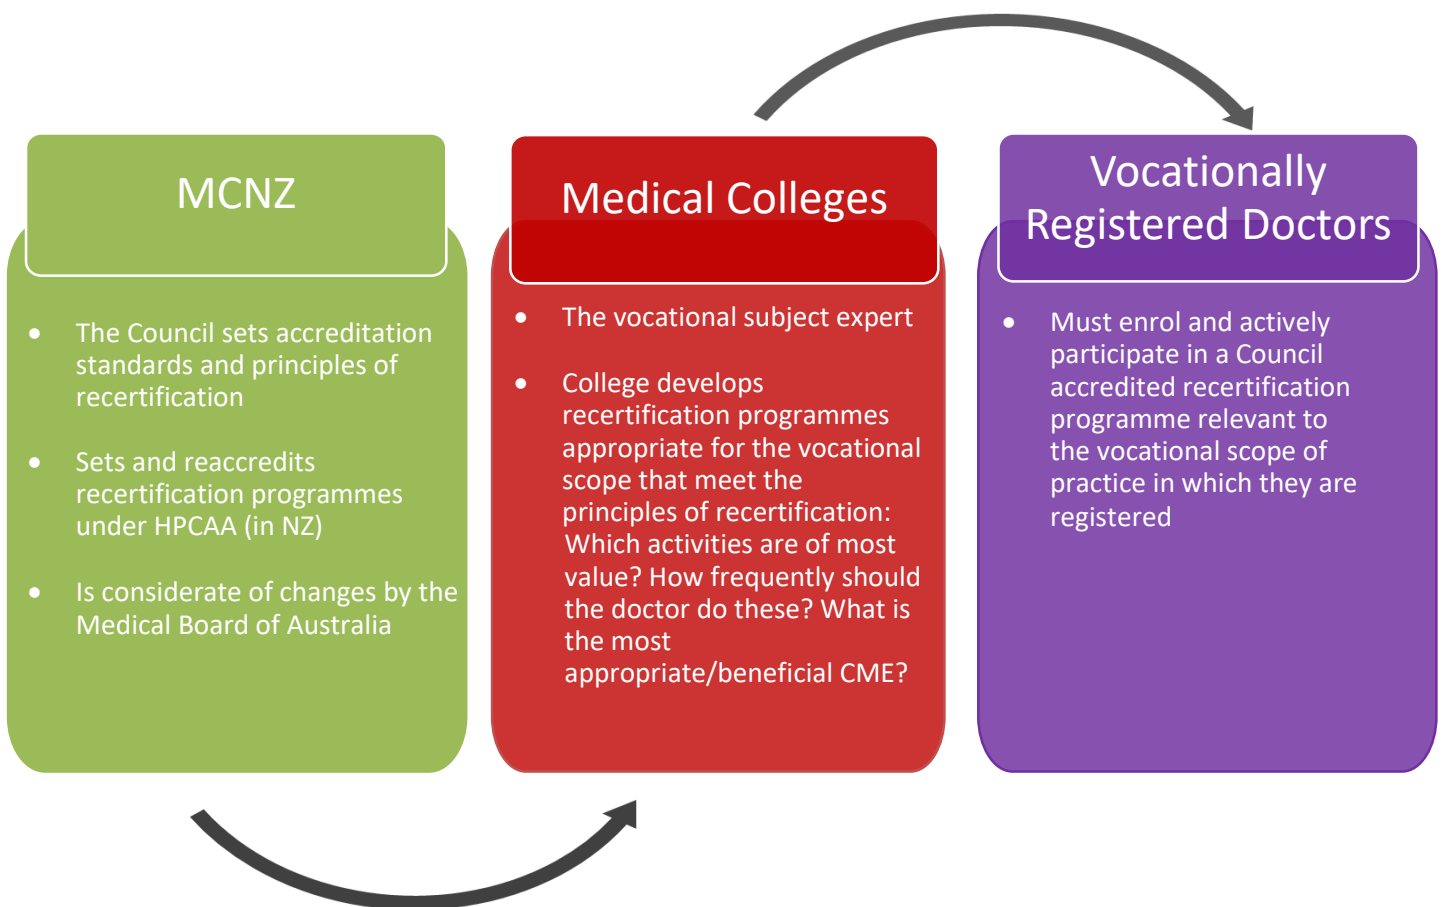 MCNZ
• The Council sets accreditation
standards and principles of
recertification
• Sets and reaccredits
recertification programmes
under HPCAA (in NZ)
• Is considerate of changes by the
Medical Board of Australia
Medical Colleges
• The vocational subject expert
• College develops
recertification programmes
appropriate for the vocational
scope that meet the
principles of recertification:
Which activities are of most
value? How frequently should
the doctor do these? What is
the most
appropriate/beneficial CME?
Vocationally
Registered Doctors
• Must enrol and actively
participate in a Council
accredited recertification
programme relevant to
the vocational scope of
practice in which they are
registered